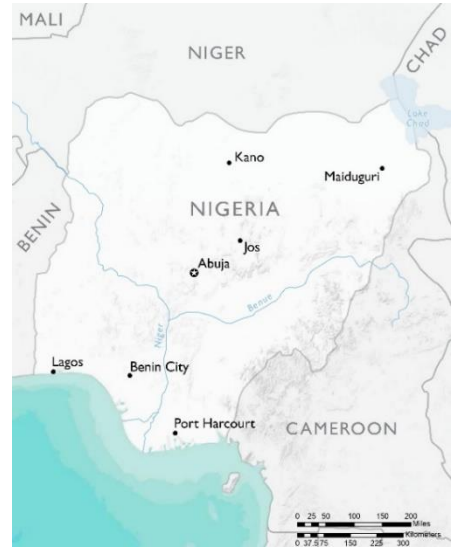 MALI
NIGER
CHAD
Lake
Chad
Kano
Maiduguri
NIGERIA
BENIN
Jos
Abuja
Benue
Niger
Lagos
Benin City
Port Harcourt
CAMEROON
0 25 50 100 150 200
Miles
Kilometers
0 37.5 75 150 225 300